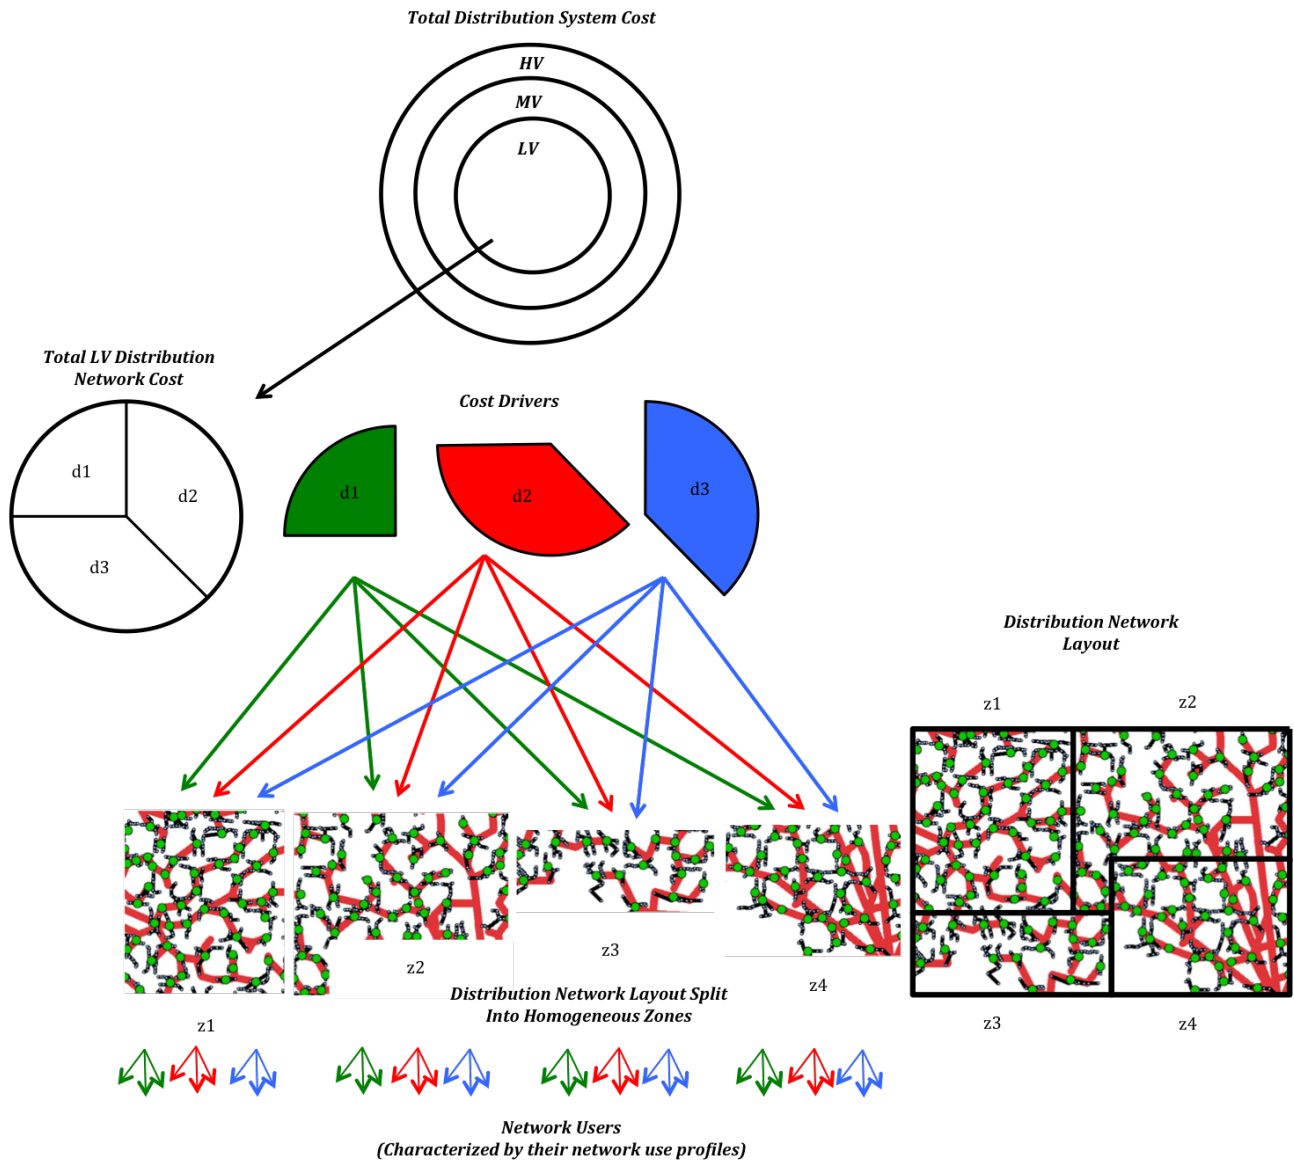 Total Distribution System Cost
HV
MV
LV
Total LV Distribution
Network Cost
d1
d2
d3
Cost Drivers
d1
d2
d3
Distribution Network
Layout
z1
z2
z3
z4
z1
z2
z3
z4
Distribution Network Layout Split
Into Homogeneous Zones
Network Users
(Characterized by their network use profiles)